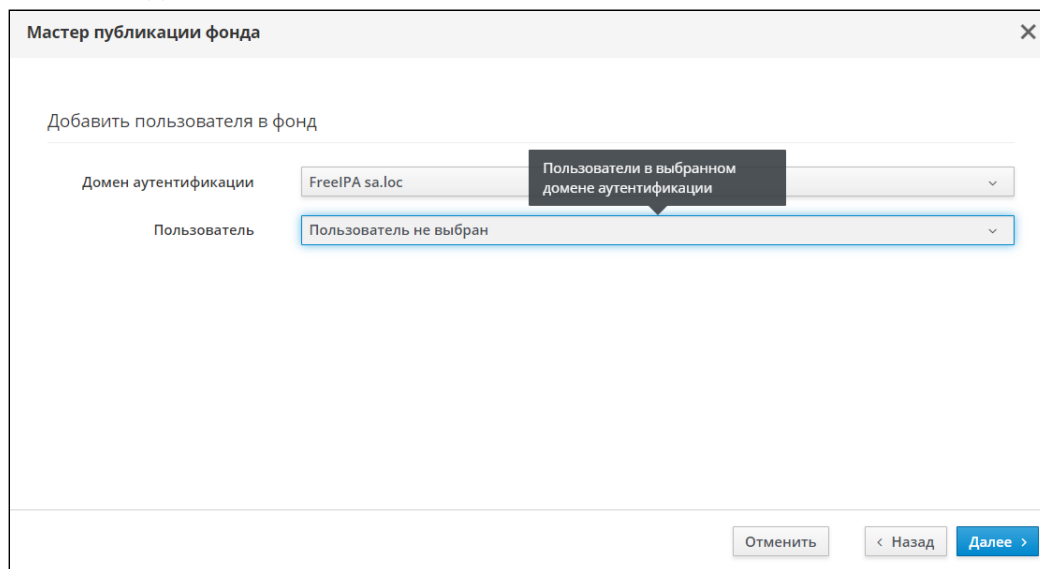 Мастер публикации фонда
Добавить пользователя в фонд
Пользователи в выбранном
домене аутентификации
Домен аутентификации FreeIPA sa.loc
Пользователь Пользователь не выбран
Отменить < Назад Далее >